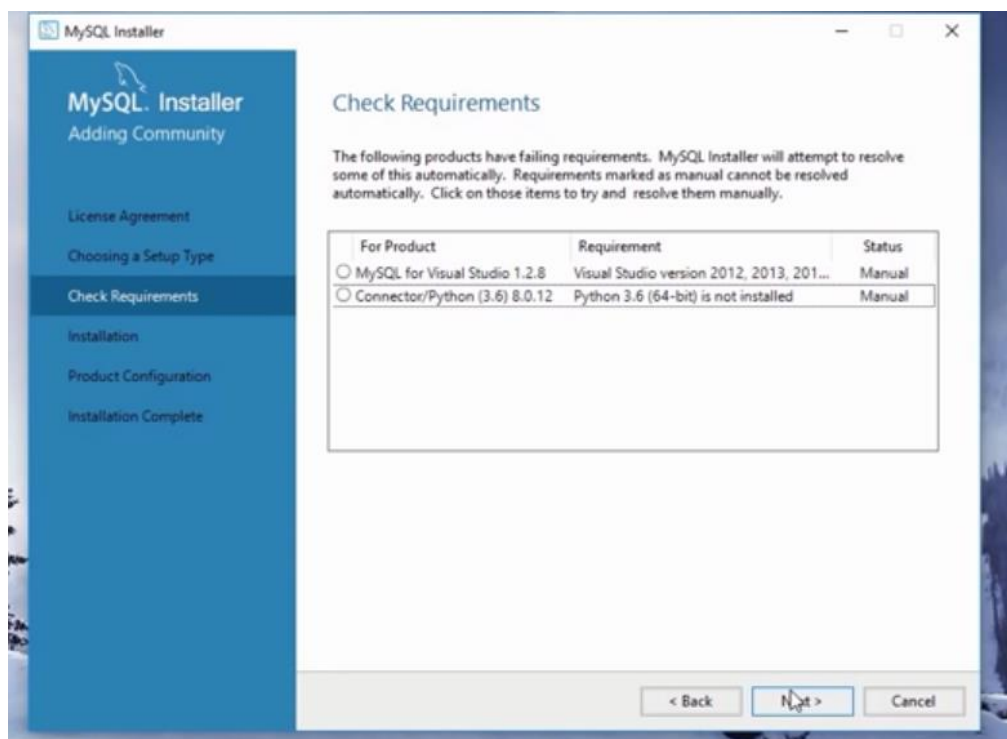 MySQL Installer
MySQL. Installer
Adding Community
License Agreement
Choosing a Setup Type
Check Requirements
Installation
Product Configuration
Installation Complete
Check Requirements
The following products have failing requirements. MySQL Installer will attempt to resolve
some of this automatically. Requirements marked as manual cannot be resolved
automatically. Click on those items to try and resolve them manually.
For Product Requirement Status
MySQL for Visual Studio 1.2.8 Visual Studio version 2012, 2013, 201... Manual
Connector/Python (3.6) 8.0.12 Python 3.6 (64-bit) is not installed Manual
< Back Next > Cancel